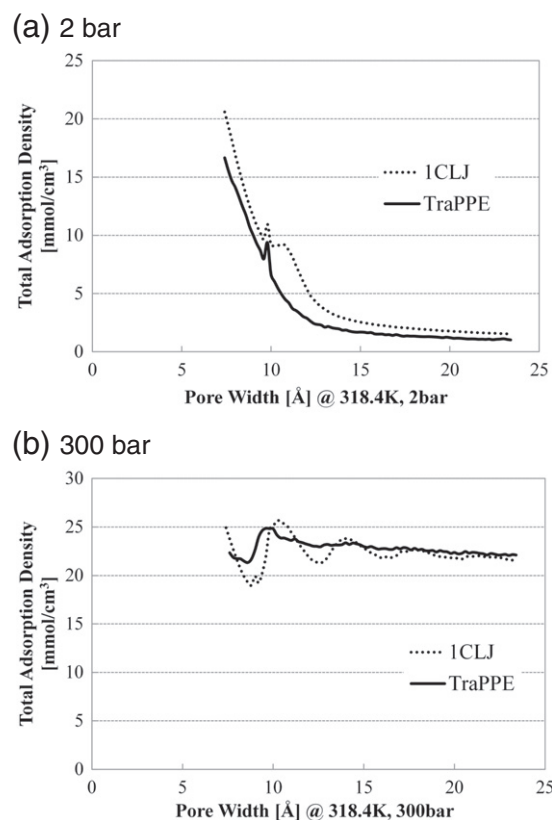 (a) 2 bar
Total Adsorption Density
[mmol/cm³]
25
20
15
10
5
0
1CLJ
TraPPE
0 5 10 15 20 25
Pore Width [Å] @ 318.4K, 2bar
(b) 300 bar
Total Adsorption Density
[mmol/cm³]
30
25
20
15
10
5
0
1CLJ
TraPPE
0 5 10 15 20 25
Pore Width [Å] @ 318.4K, 300bar